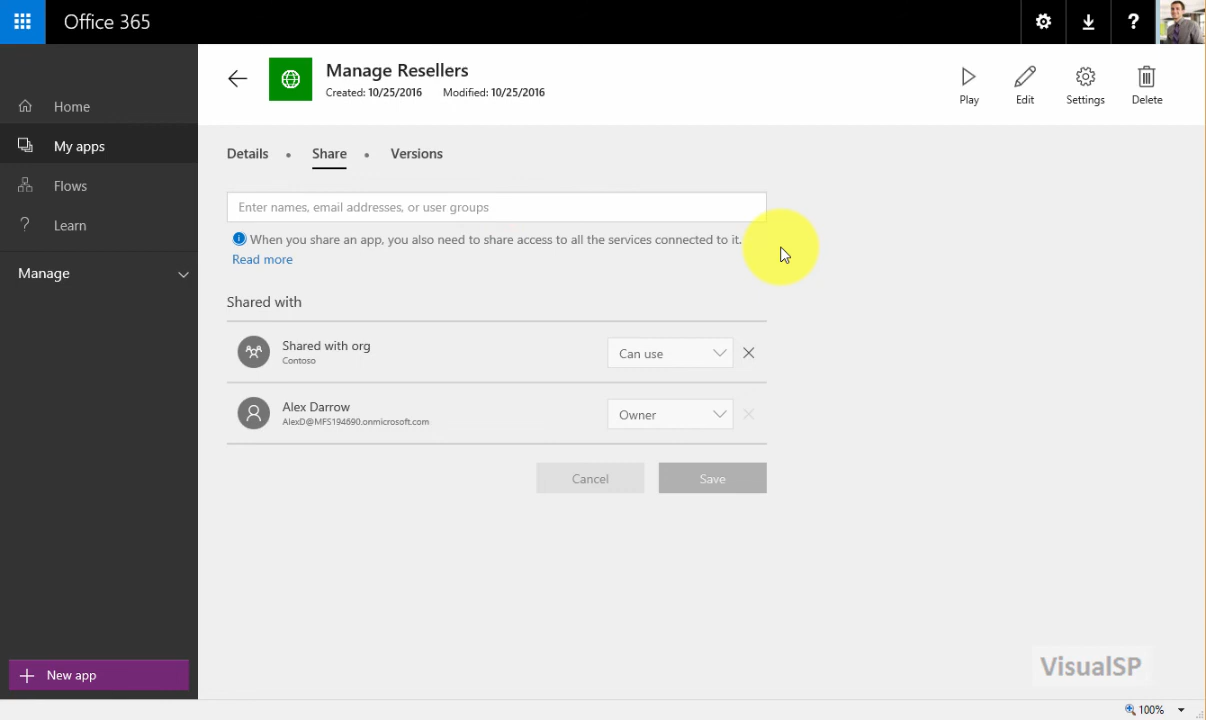 Office 365
?
Manage Resellers
Created: 10/25/2016 Modified: 10/25/2016
Play
Edit
Settings
Delete
Home
My apps
Flows
? Learn
Manage
Details • Share • Versions
Enter names, email addresses, or user groups
When you share an app, you also need to share access to all the services connected to it.
Read more
Shared with
Shared with org
Contoso
Can use
Alex Darrow
AlexD@MFS194690.onmicrosoft.com
Owner
Cancel
Save
New app
VisualSP
100%